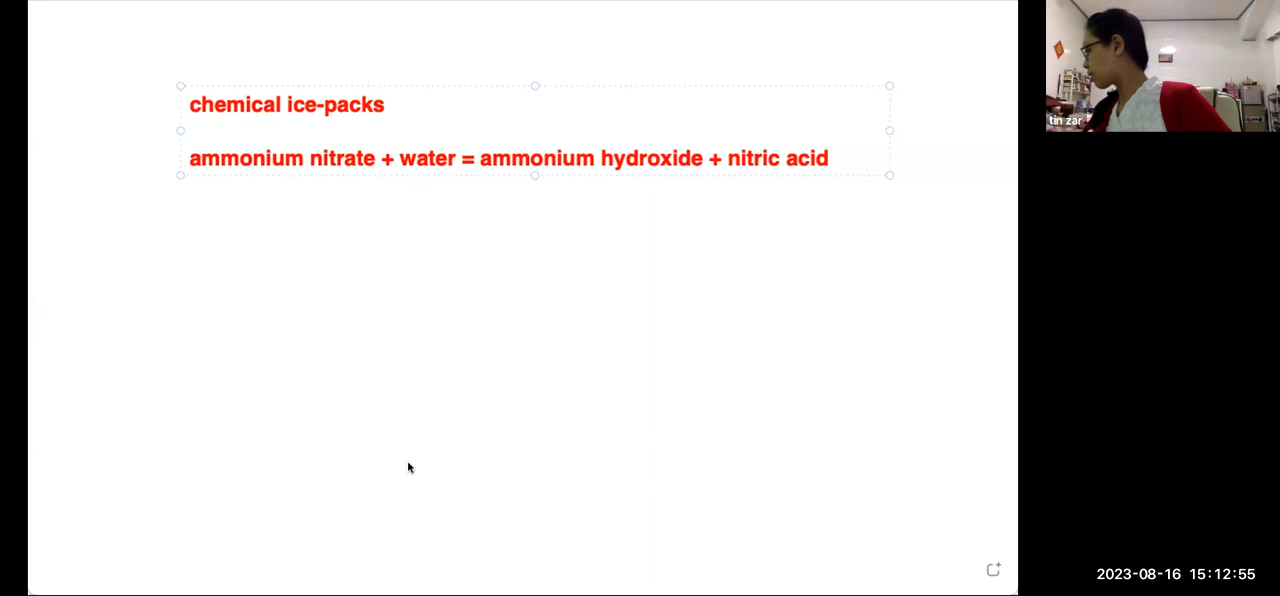 chemical ice-packs
ammonium nitrate + water = ammonium hydroxide + nitric acid
tin zar
2023-08-16 15:12:55